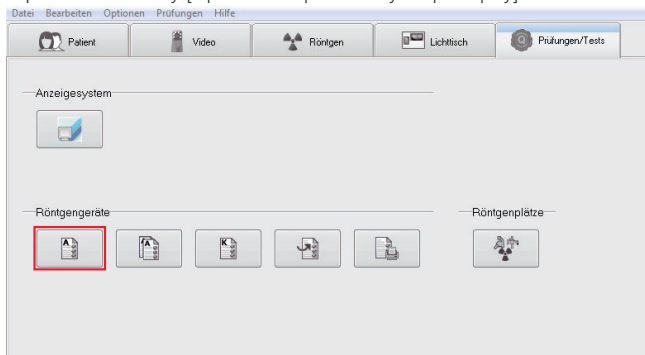 Datei Bearbeiten Optionen Prüfungen Hilfe
Patient Video Röntgen Lichttisch Prüfungen/Tests
Anzeigesystem
Röntgengeräte Röntgenplätze
A A K